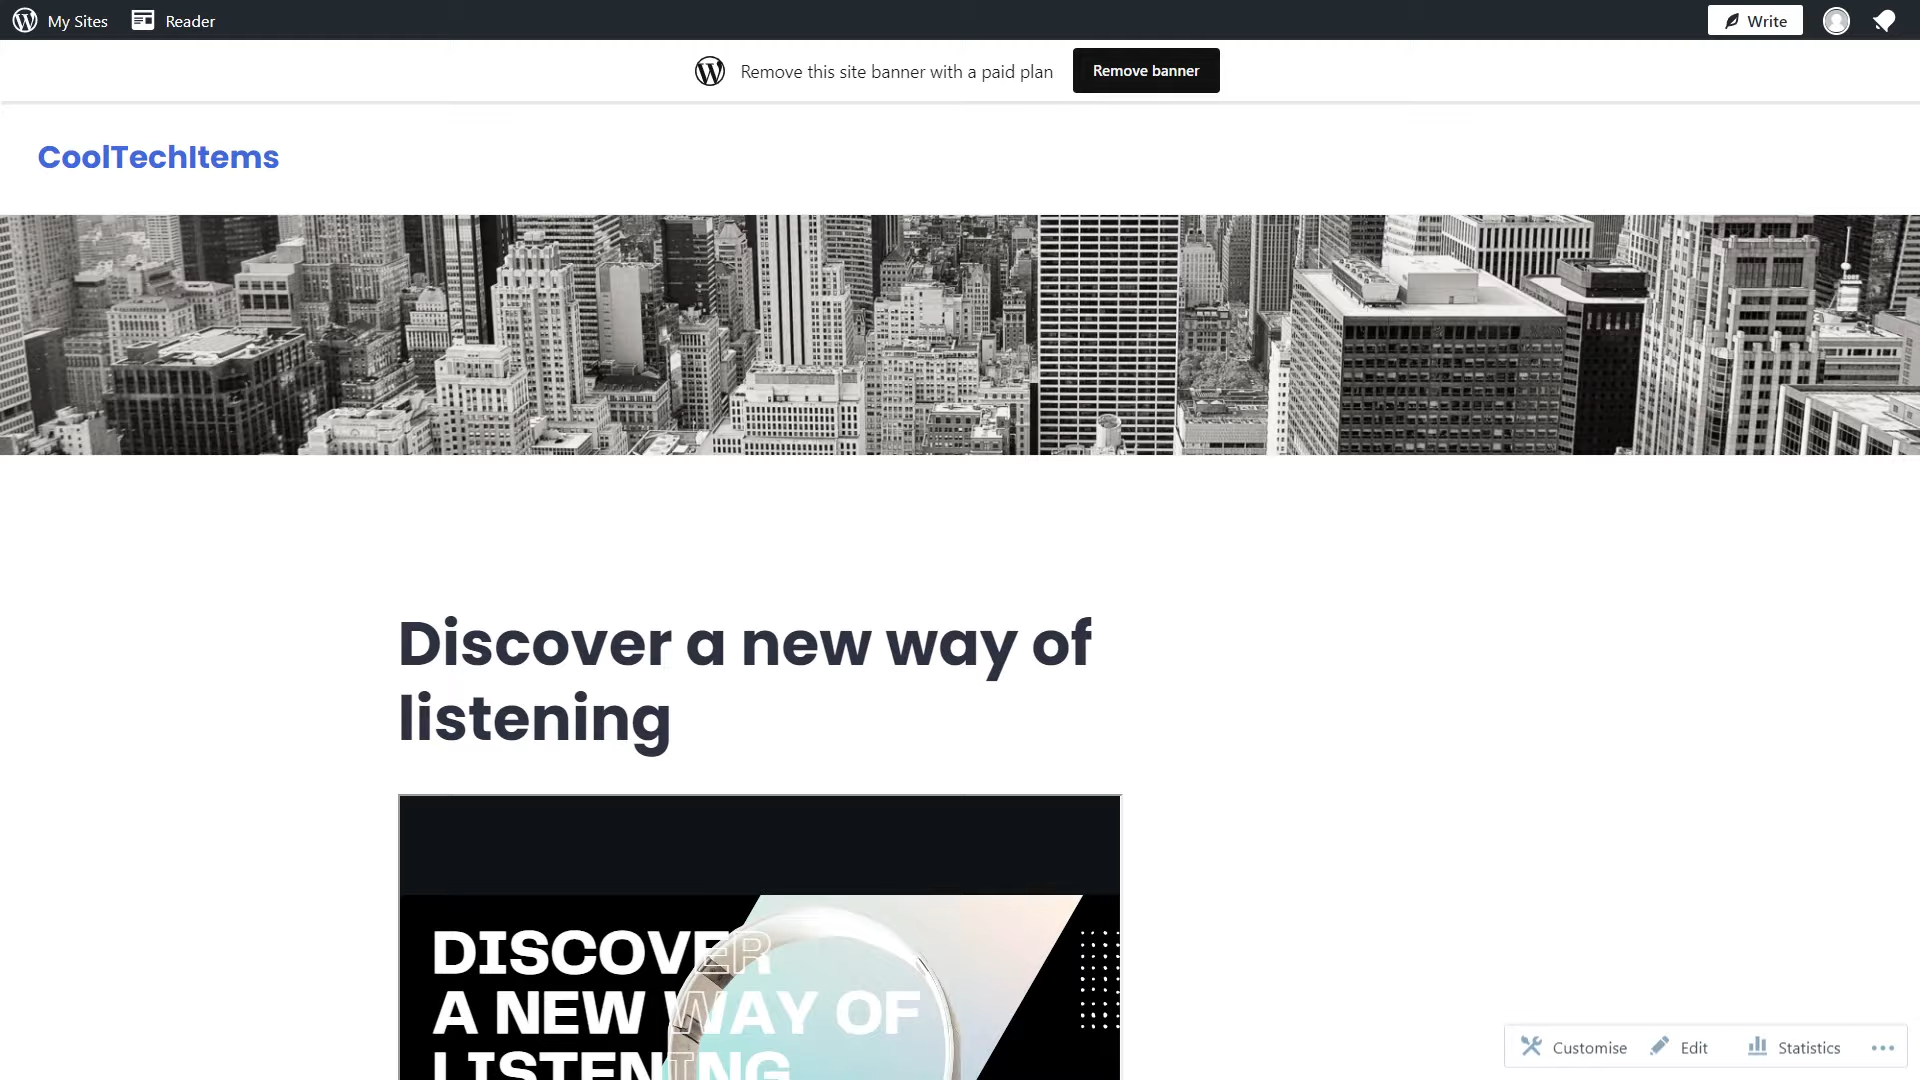 My Sites
Reader
Write
Remove this site banner with a paid plan
Remove banner
CoolTechItems
Discover a new way of
listening
DISCOVER
A NEW WAY OF
LISTENING
Customise
Edit
Statistics